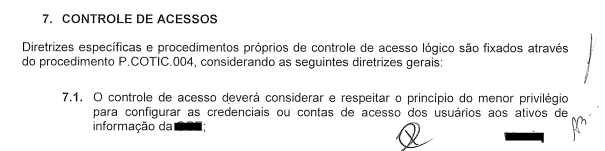 7. CONTROLE DE ACESSOS
Diretrizes específicas e procedimentos próprios de controle de acesso lógico são fixados através
do procedimento P.COTIC.004, considerando as seguintes diretrizes gerais:
7.1. O controle de acesso deverá considerar e respeitar o princípio do menor privilégio
para configurar as credenciais ou contas de acesso dos usuários aos ativos de
informação da ;